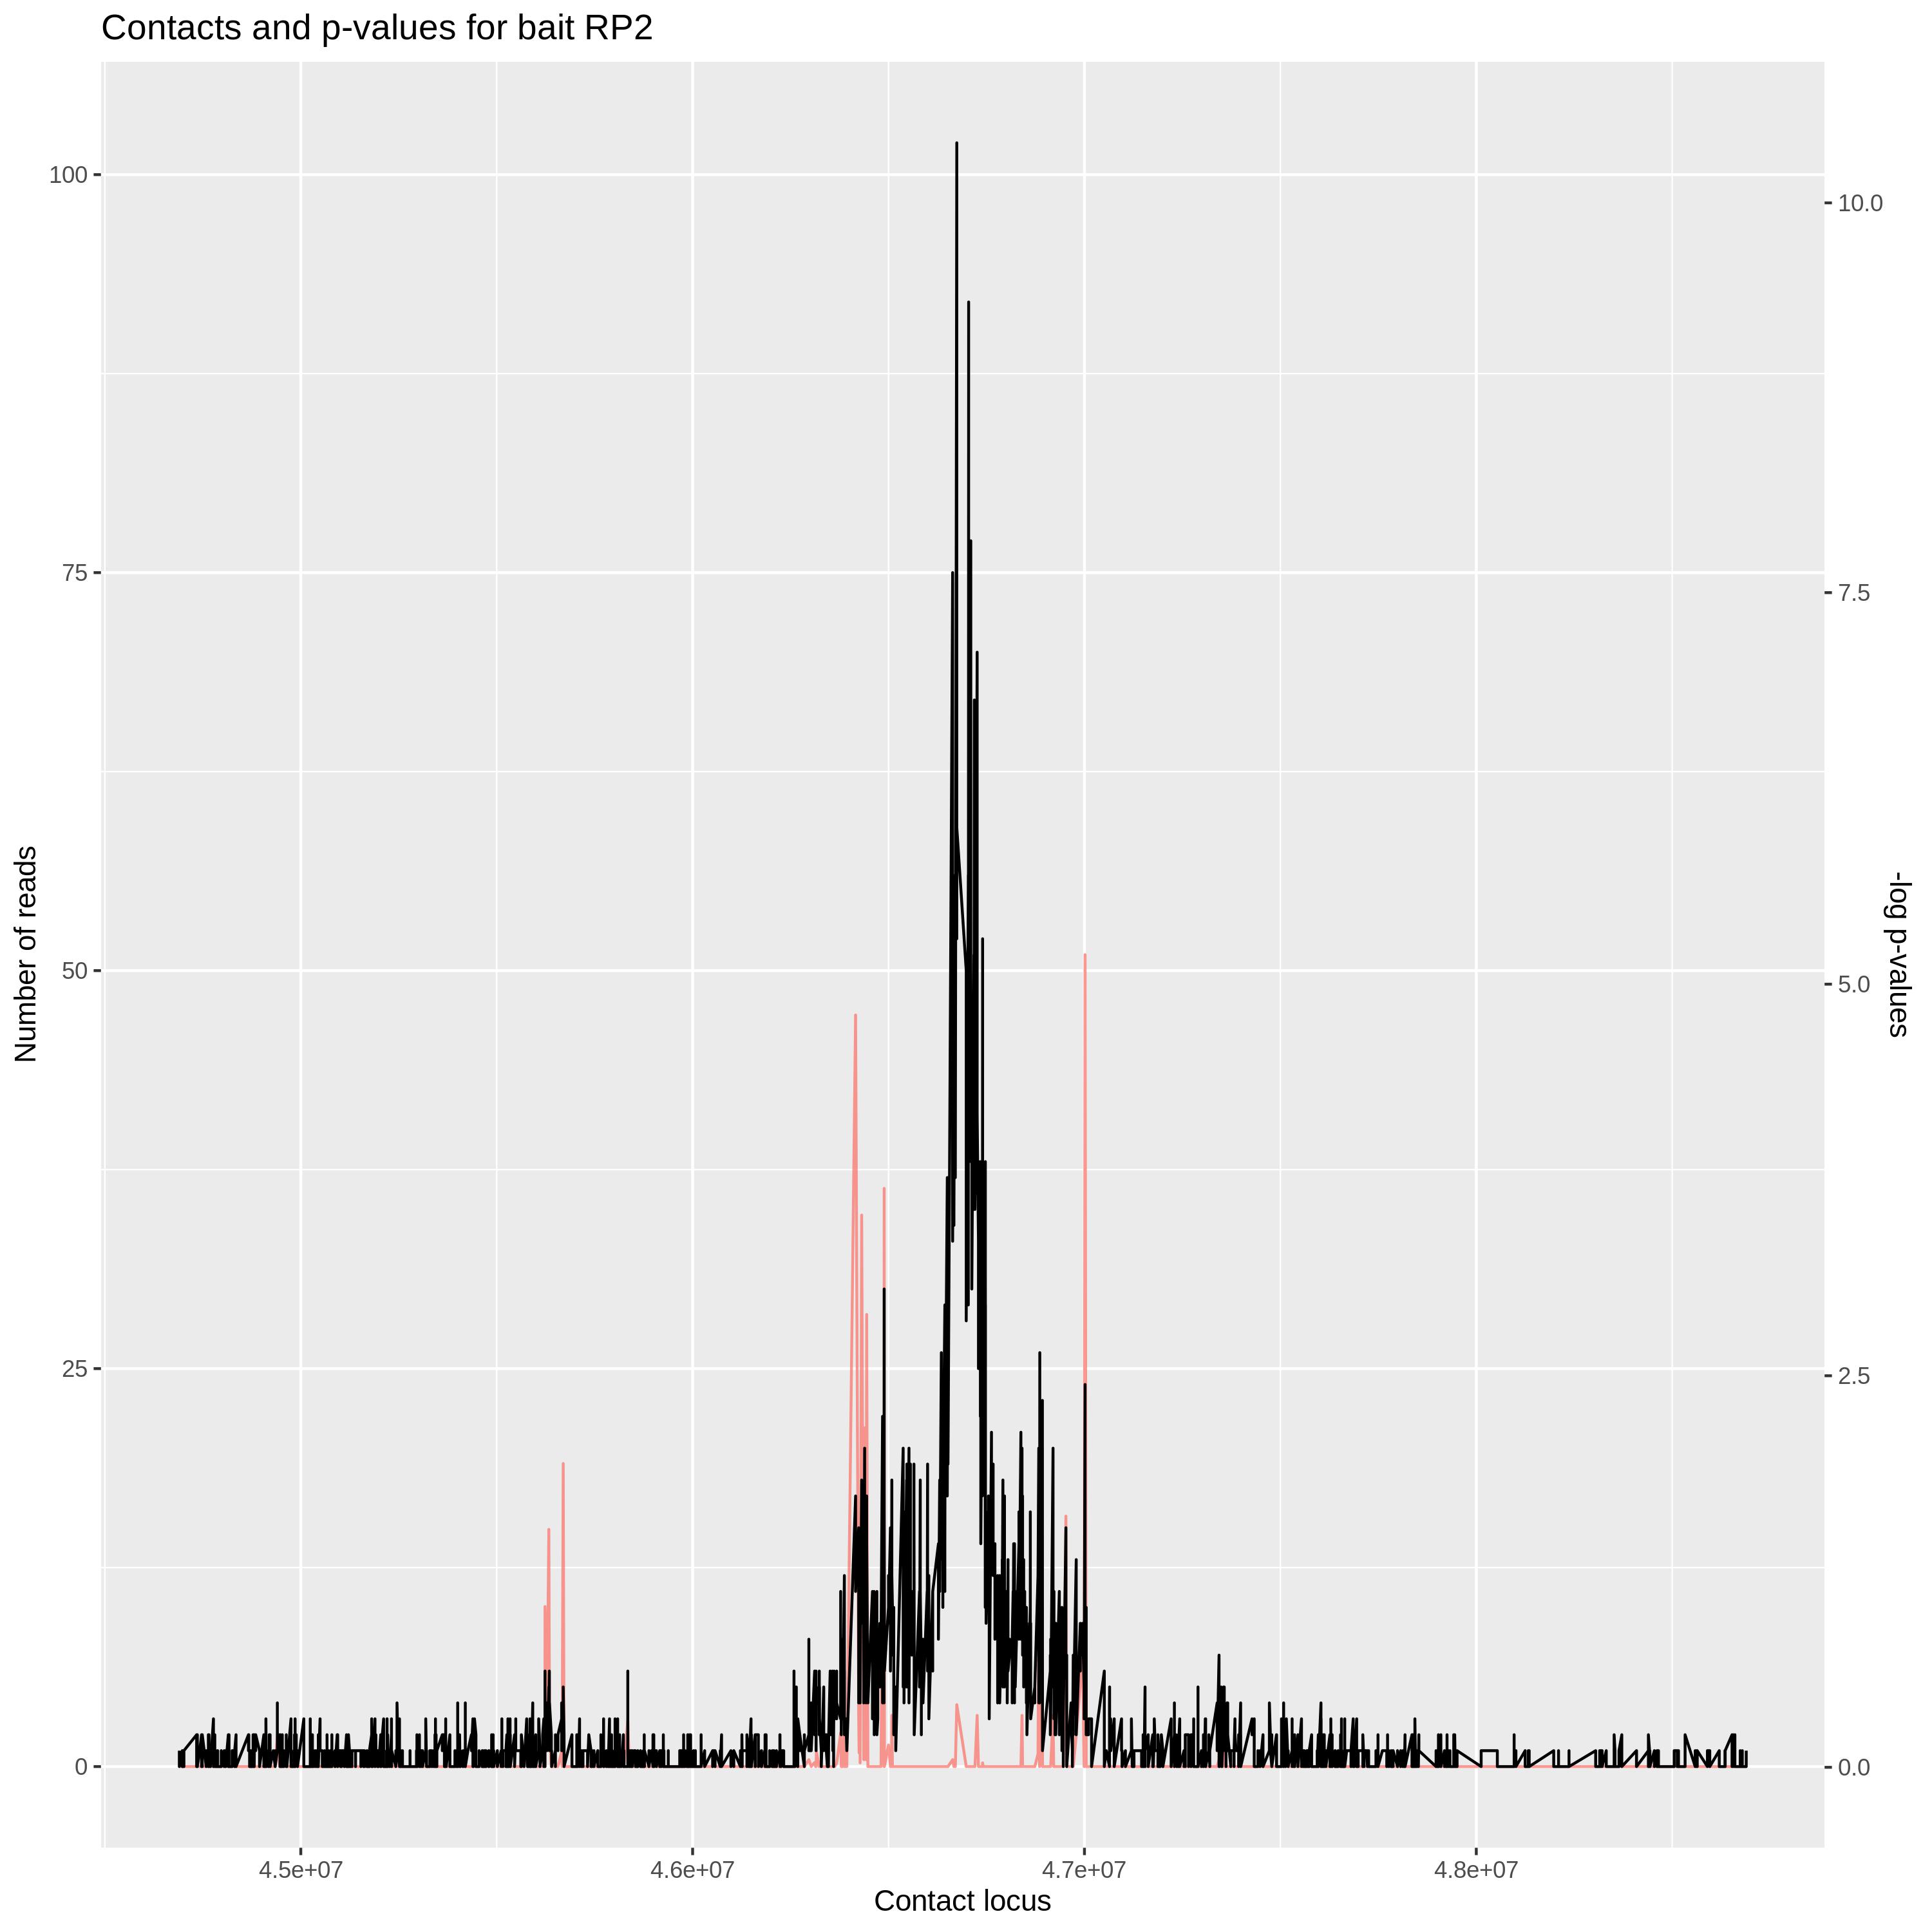 Contacts and p-values for bait RP2
100
75
50
25
0
Number of reads
10.0
7.5
5.0
2.5
0.0
-log p-values
4.5e+07
4.6e+07
4.7e+07
4.8e+07
Contact locus